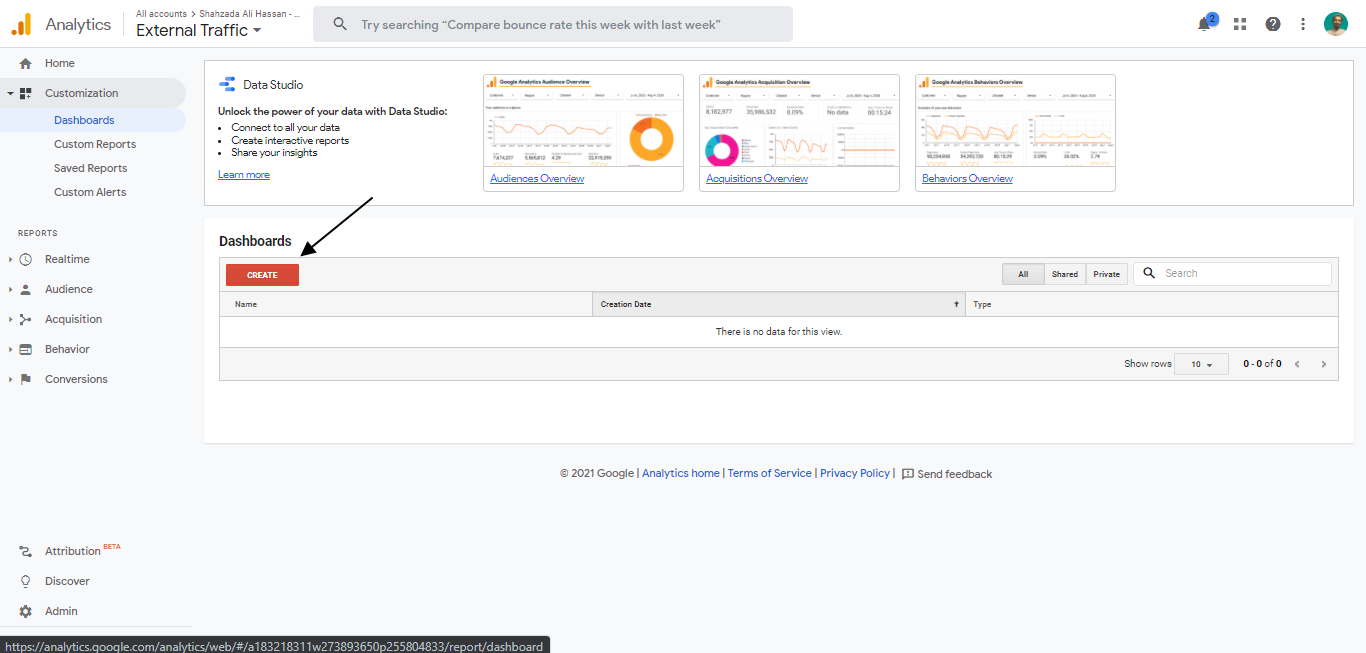 Analytics
All accounts > Shahzada Ali Hassan - ...
External Traffic
Try searching “Compare bounce rate this week with last week”
2
Home
Customization
Dashboards
Custom Reports
Saved Reports
Custom Alerts
REPORTS
Realtime
Audience
Acquisition
Behavior
Conversions
Attribution BETA
Discover
Admin
Data Studio
Unlock the power of your data with Data Studio:
• Connect to all your data
• Create interactive reports
• Share your insights
Learn more
Google Analytics Audience Overview
Audiences Overview
Google Analytics Acquisition Overview
8,182,977 35,986,532 0.09% No data 00:15:24
Acquisitions Overview
Google Analytics Behaviors Overview
Behaviors Overview
Dashboards
CREATE
All Shared Private Search
Name Creation Date Type
There is no data for this view.
Show rows 10 0 - 0 of 0
© 2021 Google | Analytics home | Terms of Service | Privacy Policy | Send feedback
https://analytics.google.com/analytics/web/#/a183218311w273893650p255804833/report/dashboard